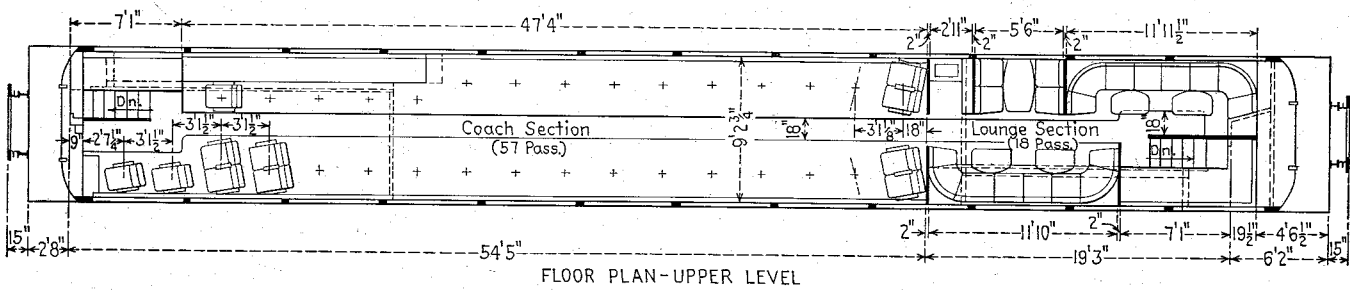 7'1" 47'4" 2'11" 5'6" 11'11½"
2" 2" 2"
Dn.
3'1½" 3'1½"
9" 2'7¼" 3'1½"
Coach Section
(57 Pass.)
9'2¾"
18"
3'1⅛" 18"
Lounge Section
(18 Pass.)
18"
Dn.
2" 11'10" 2" 7'1" 19½" 4'6½"
15" 2'8" 54'5" 19'3" 6'2" 15"
FLOOR PLAN-UPPER LEVEL